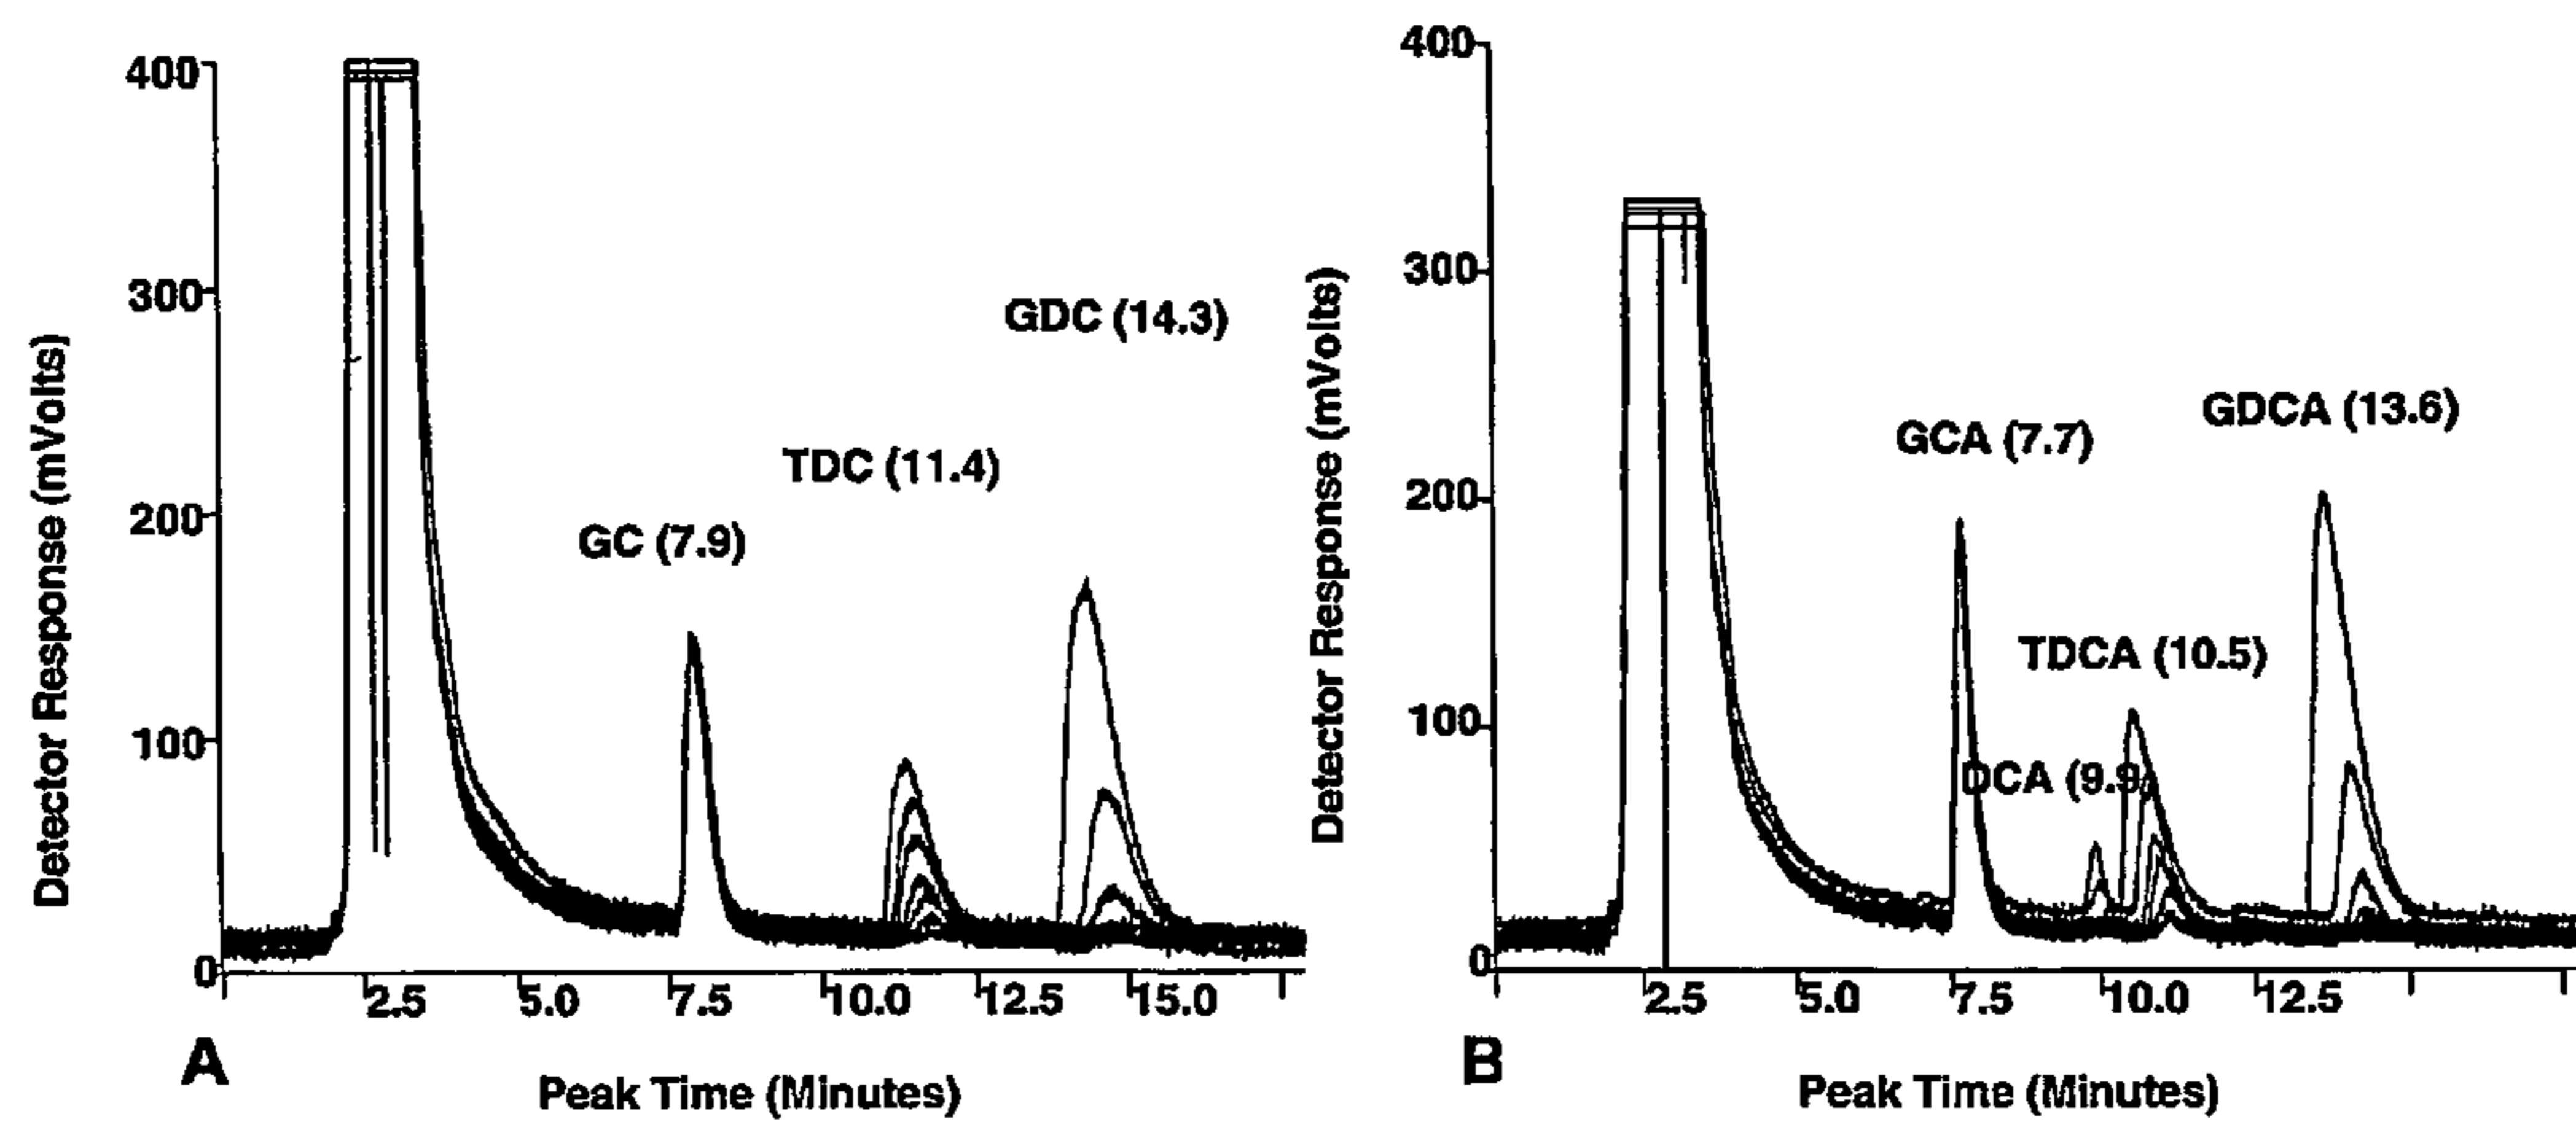 400
300
200
100
0
Detector Response (mVolts)
GC (7.9)
TDC (11.4)
GDC (14.3)
2.5 5.0 7.5 10.0 12.5 15.0
A
Peak Time (Minutes)
400
300
200
100
0
Detector Response (mVolts)
GCA (7.7)
DCA (9.9
TDCA (10.5)
GDCA (13.6)
2.5 5.0 7.5 10.0 12.5
B
Peak Time (Minutes)